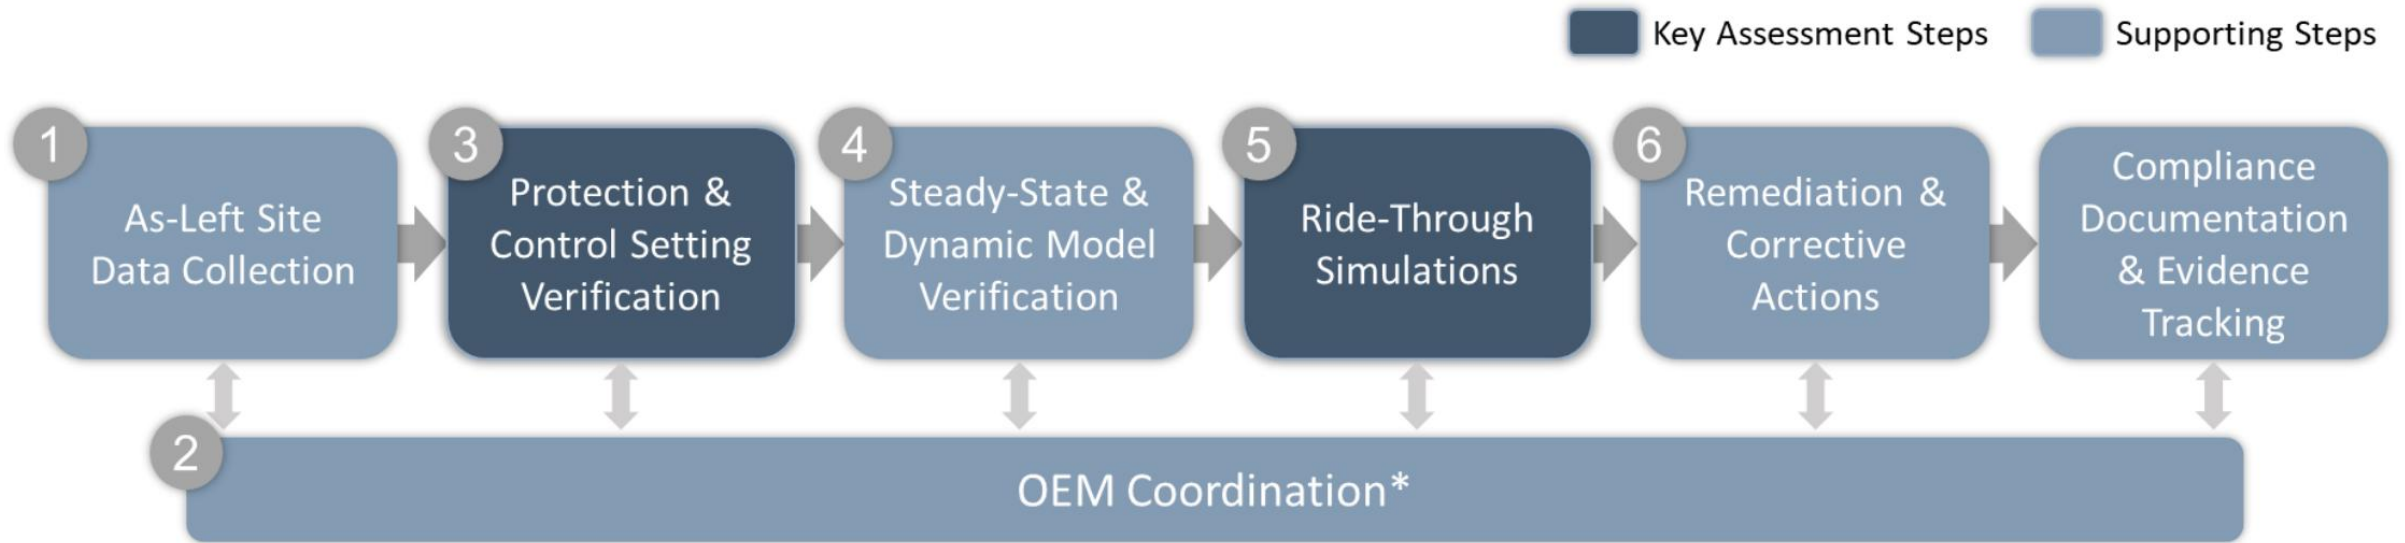 Key Assessment Steps
Supporting Steps
1
As-Left Site
Data Collection
3
Protection &
Control Setting
Verification
4
Steady-State &
Dynamic Model
Verification
5
Ride-Through
Simulations
6
Remediation &
Corrective
Actions
Compliance
Documentation
& Evidence
Tracking
2
OEM Coordination*